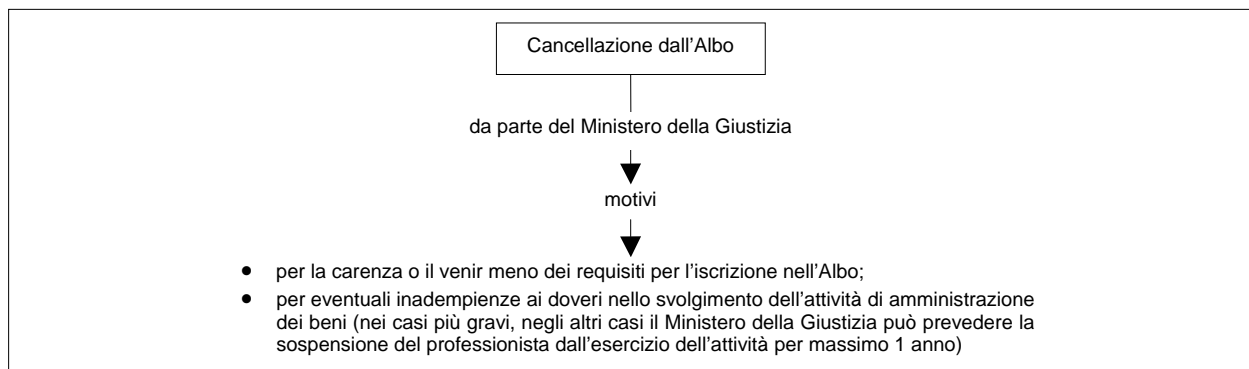 Cancellazione dall'Albo
da parte del Ministero della Giustizia
motivi
● per la carenza o il venir meno dei requisiti per l'iscrizione nell'Albo;
● per eventuali inadempienze ai doveri nello svolgimento dell'attività di amministrazione
dei beni (nei casi più gravi, negli altri casi il Ministero della Giustizia può prevedere la
sospensione del professionista dall'esercizio dell'attività per massimo 1 anno)